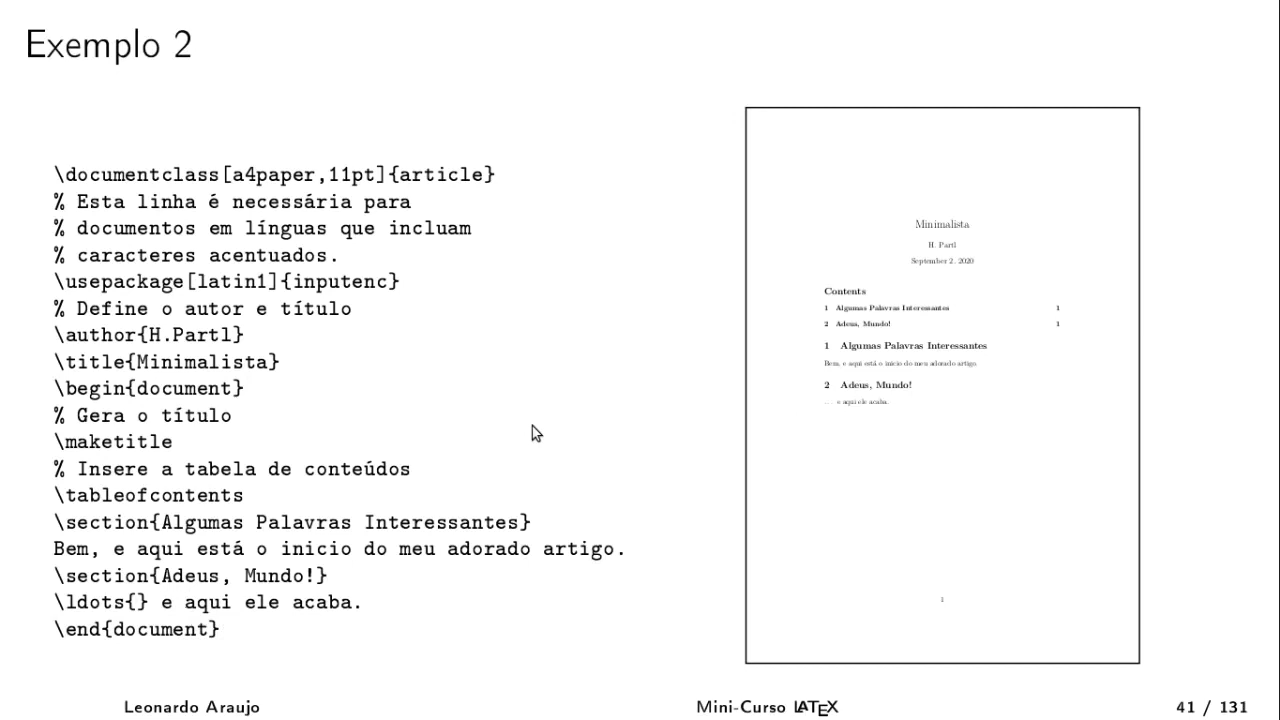 Exemplo 2
\documentclass[a4paper,11pt]{article}
% Esta linha é necessária para
% documentos em línguas que incluam
% caracteres acentuados.
\usepackage[latin1]{inputenc}
% Define o autor e título
\author{H.Partl}
\title{Minimalista}
\begin{document}
% Gera o título
\maketitle
% Insere a tabela de conteúdos
\tableofcontents
\section{Algumas Palavras Interessantes}
Bem, e aqui está o inicio do meu adorado artigo.
\section{Adeus, Mundo!}
\ldots{} e aqui ele acaba.
\end{document}
Minimalista
H. Partl
September 2, 2020
Contents
1 Algumas Palavras Interessantes 1
2 Adeus, Mundo! 1
1 Algumas Palavras Interessantes
Bem, e aqui está o inicio do meu adorado artigo.
2 Adeus, Mundo!
... e aqui ele acaba.
1
Leonardo Araujo Mini-Curso LATEX 41 / 131